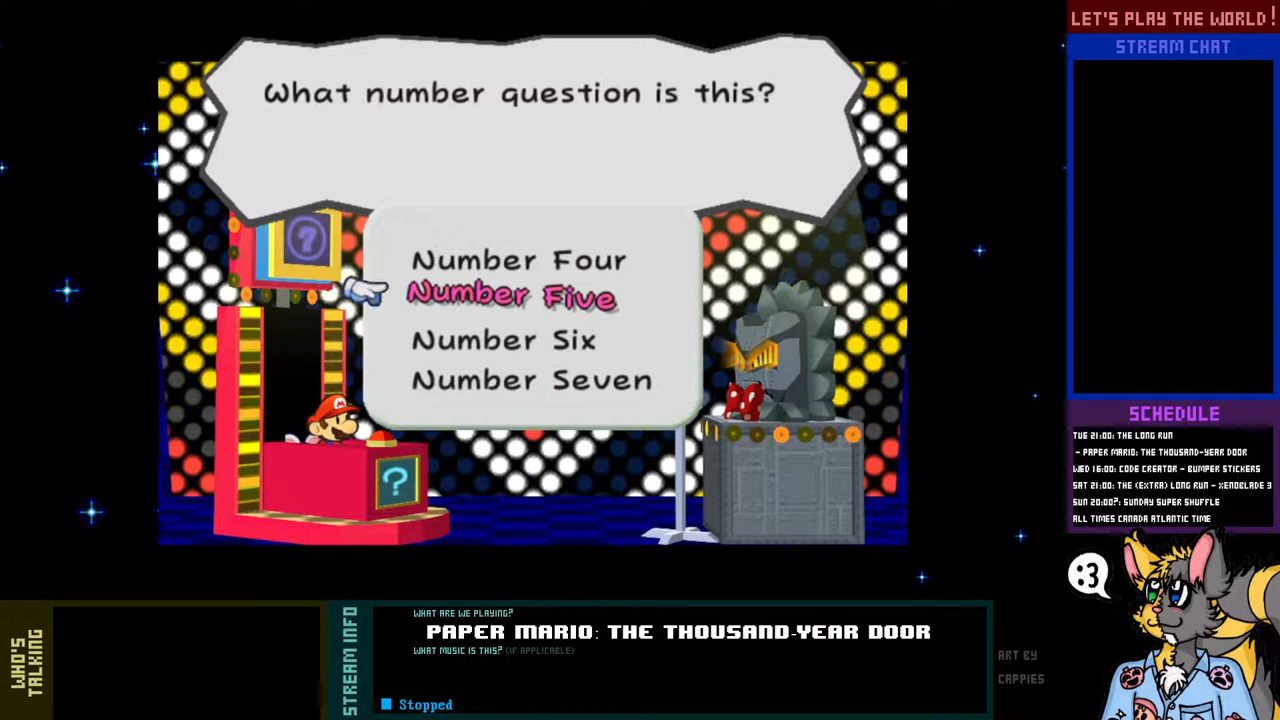 What number question is this?
Number Four
Number Five
Number Six
Number Seven
?
?
M
LET'S PLAY THE WORLD!
STREAM CHAT
SCHEDULE
TUE 21:00: THE LONG RUN
- PAPER MARIO: THE THOUSAND-YEAR DOOR
WED 16:00: CODE CREATOR - BUMPER STICKERS
SAT 21:00: THE (EXTRA) LONG RUN - XENOBLADE 3
SUN 20:00?: SUNDAY SUPER SHUFFLE
ALL TIMES CANADA ATLANTIC TIME
:3
WHO'S TALKING
STREAM INFO
WHAT ARE WE PLAYING?
PAPER MARIO: THE THOUSAND-YEAR DOOR
WHAT MUSIC IS THIS? (IF APPLICABLE)
Stopped
ART BY
CAPPIES